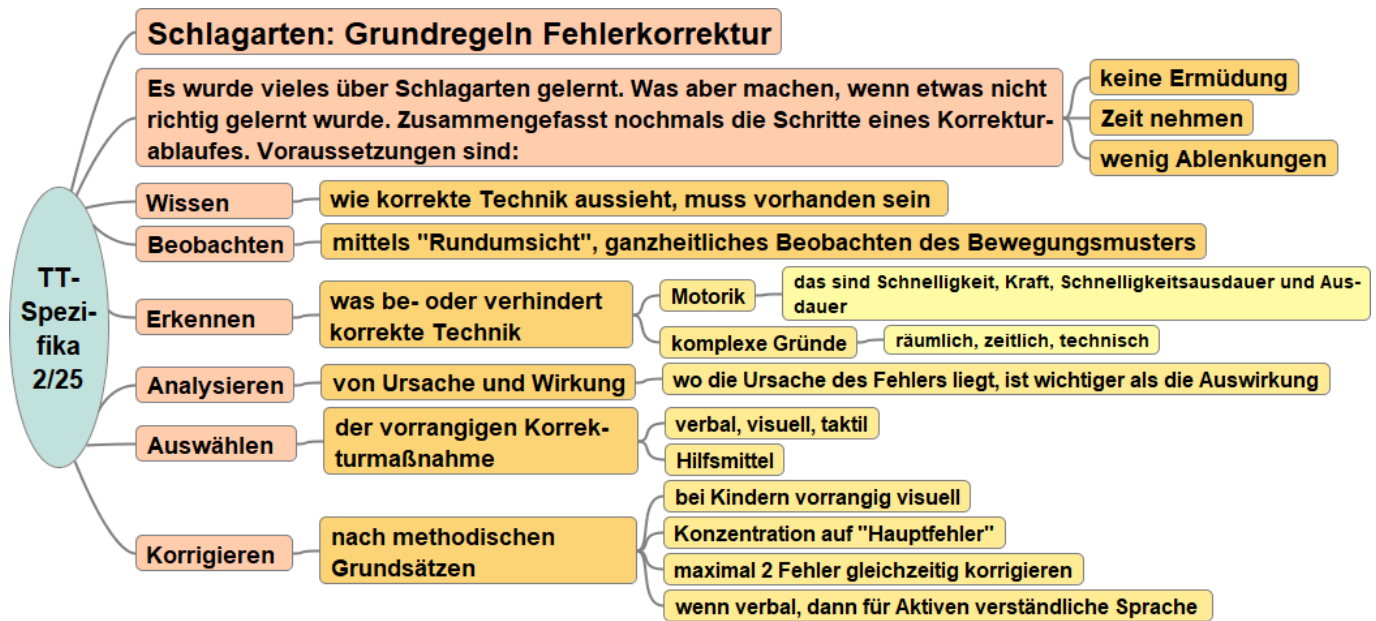 TT-
Spezi-
fika
2/25
Schlagarten: Grundregeln Fehlerkorrektur
Es wurde vieles über Schlagarten gelernt. Was aber machen, wenn etwas nicht
richtig gelernt wurde. Zusammengefasst nochmals die Schritte eines Korrektur-
ablaufes. Voraussetzungen sind:
keine Ermüdung
Zeit nehmen
wenig Ablenkungen
Wissen
wie korrekte Technik aussieht, muss vorhanden sein
Beobachten
mittels "Rundumsicht", ganzheitliches Beobachten des Bewegungsmusters
Erkennen
was be- oder verhindert
korrekte Technik
Motorik
das sind Schnelligkeit, Kraft, Schnelligkeitsausdauer und Aus-
dauer
komplexe Gründe
räumlich, zeitlich, technisch
Analysieren
von Ursache und Wirkung
wo die Ursache des Fehlers liegt, ist wichtiger als die Auswirkung
Auswählen
der vorrangigen Korrek-
turmaßnahme
verbal, visuell, taktil
Hilfsmittel
Korrigieren
nach methodischen
Grundsätzen
bei Kindern vorrangig visuell
Konzentration auf "Hauptfehler"
maximal 2 Fehler gleichzeitig korrigieren
wenn verbal, dann für Aktiven verständliche Sprache